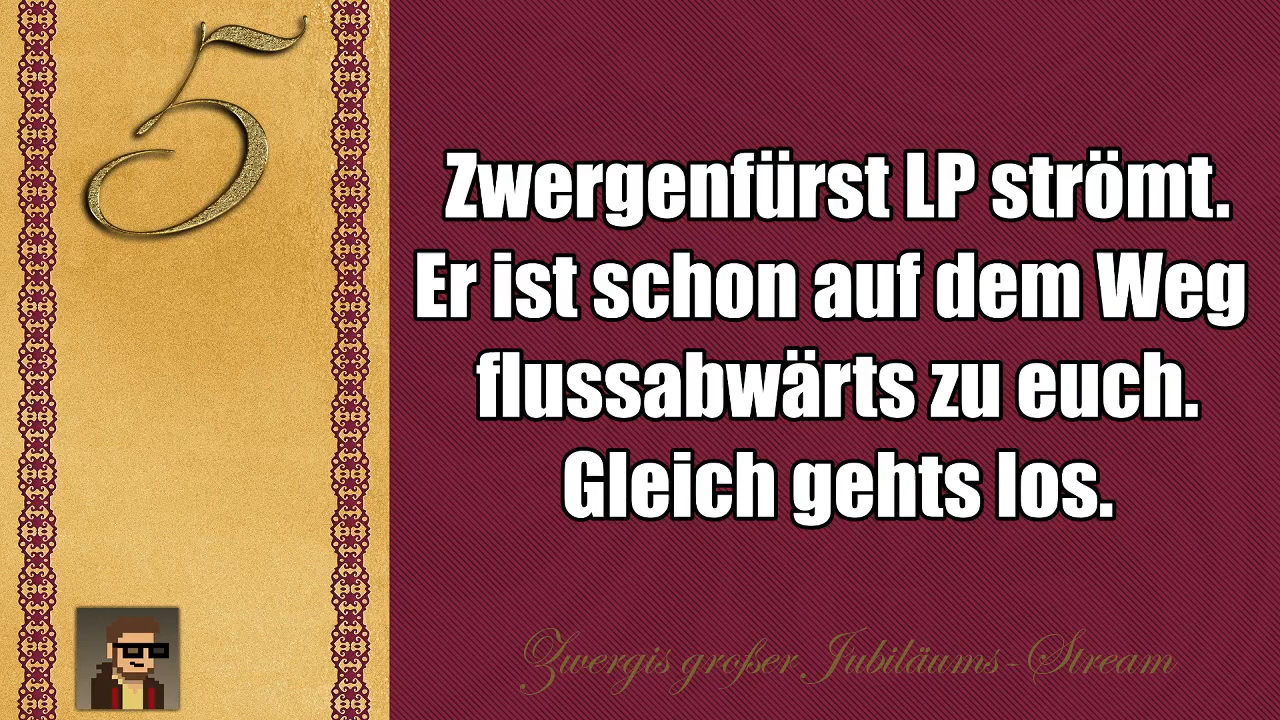 5
Zwergenfürst LP strömt.
Er ist schon auf dem Weg
flussabwärts zu euch.
Gleich gehts los.
Zwergis großer Jubiläums-Stream